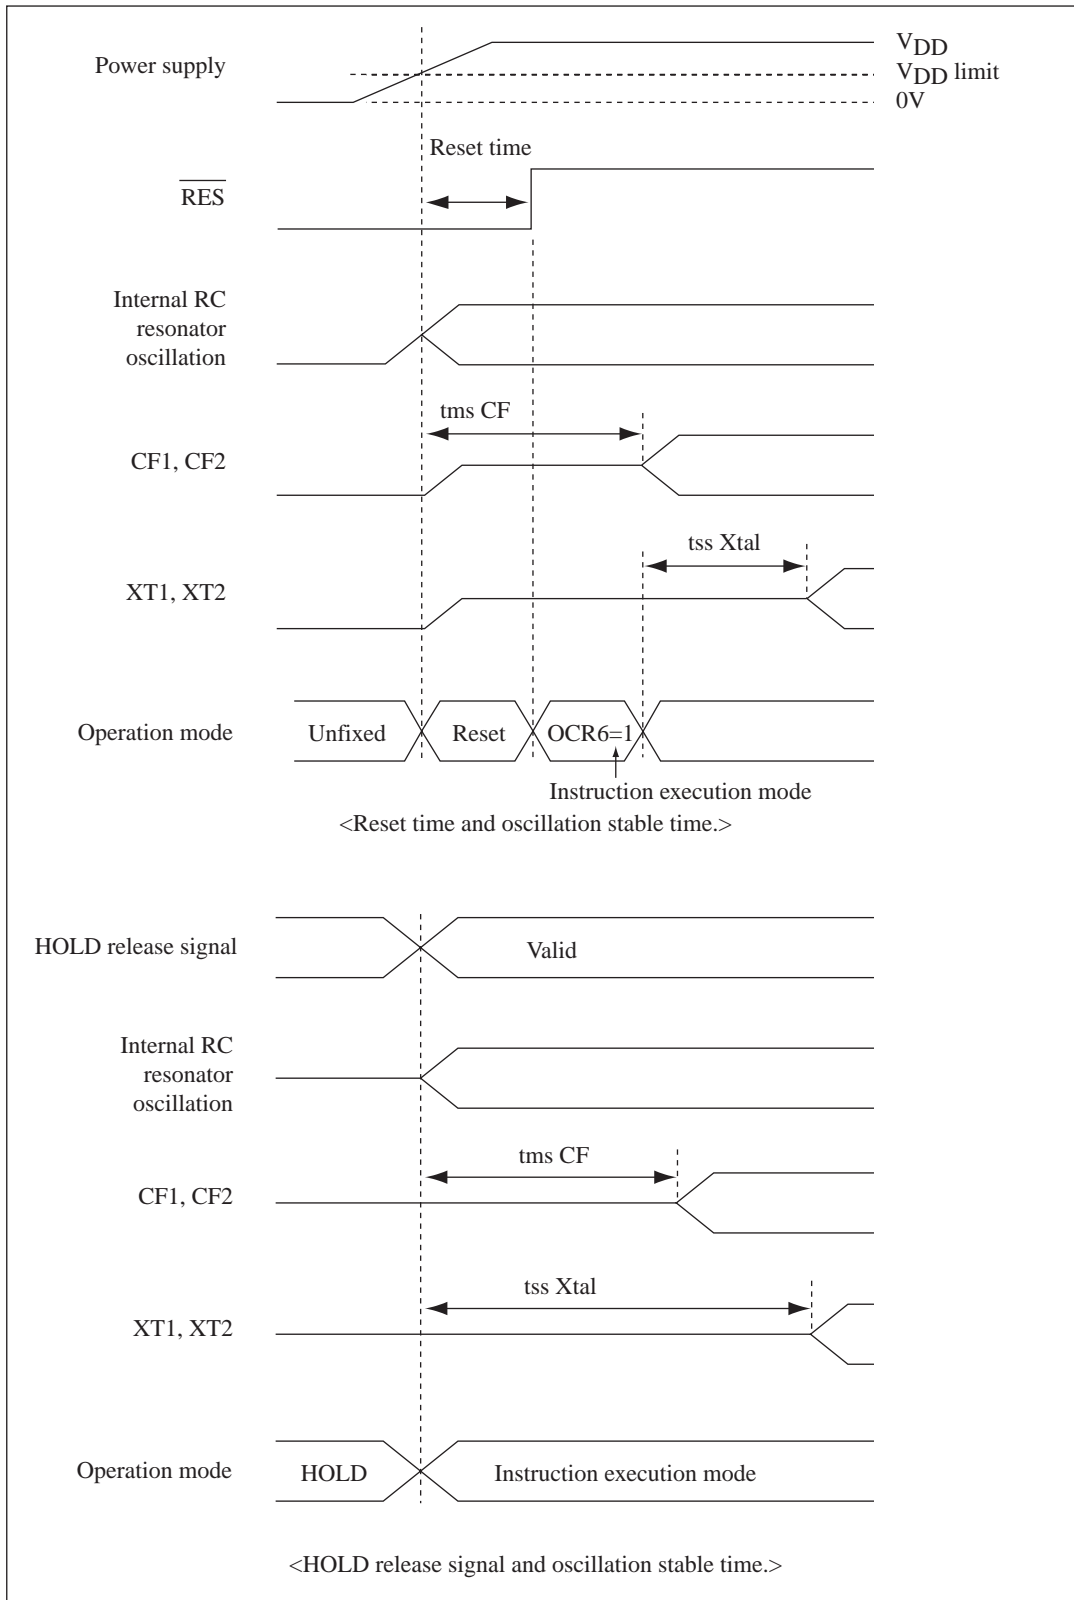 Power supply
VDD
VDD limit
0V
Reset time
RES
Internal RC
resonator
oscillation
tms CF
CF1, CF2
tss Xtal
XT1, XT2
Operation mode
Unfixed
Reset
OCR6=1
Instruction execution mode
<Reset time and oscillation stable time.>
HOLD release signal
Valid
Internal RC
resonator
oscillation
tms CF
CF1, CF2
tss Xtal
XT1, XT2
Operation mode
HOLD
Instruction execution mode
<HOLD release signal and oscillation stable time.>